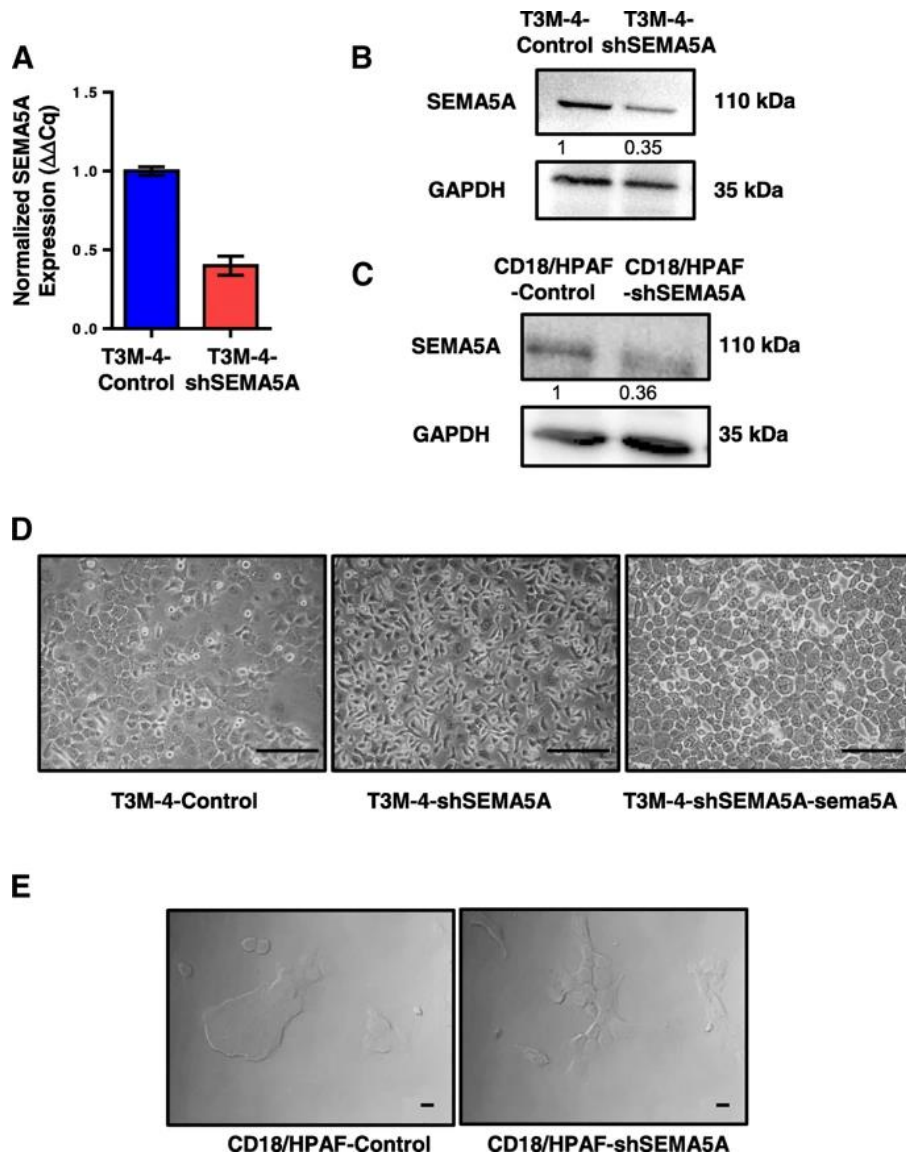 A
Normalized SEMA5A
Expression (ΔΔCq)
1.5
1.0
0.5
0.0
T3M-4-
Control
T3M-4-
shSEMA5A
B
T3M-4-
Control
T3M-4-
shSEMA5A
SEMA5A
110 kDa
1
0.35
GAPDH
35 kDa
C
CD18/HPAF
-Control
CD18/HPAF
-shSEMA5A
SEMA5A
110 kDa
1
0.36
GAPDH
35 kDa
D
T3M-4-Control
T3M-4-shSEMA5A
T3M-4-shSEMA5A-sema5A
E
CD18/HPAF-Control
CD18/HPAF-shSEMA5A